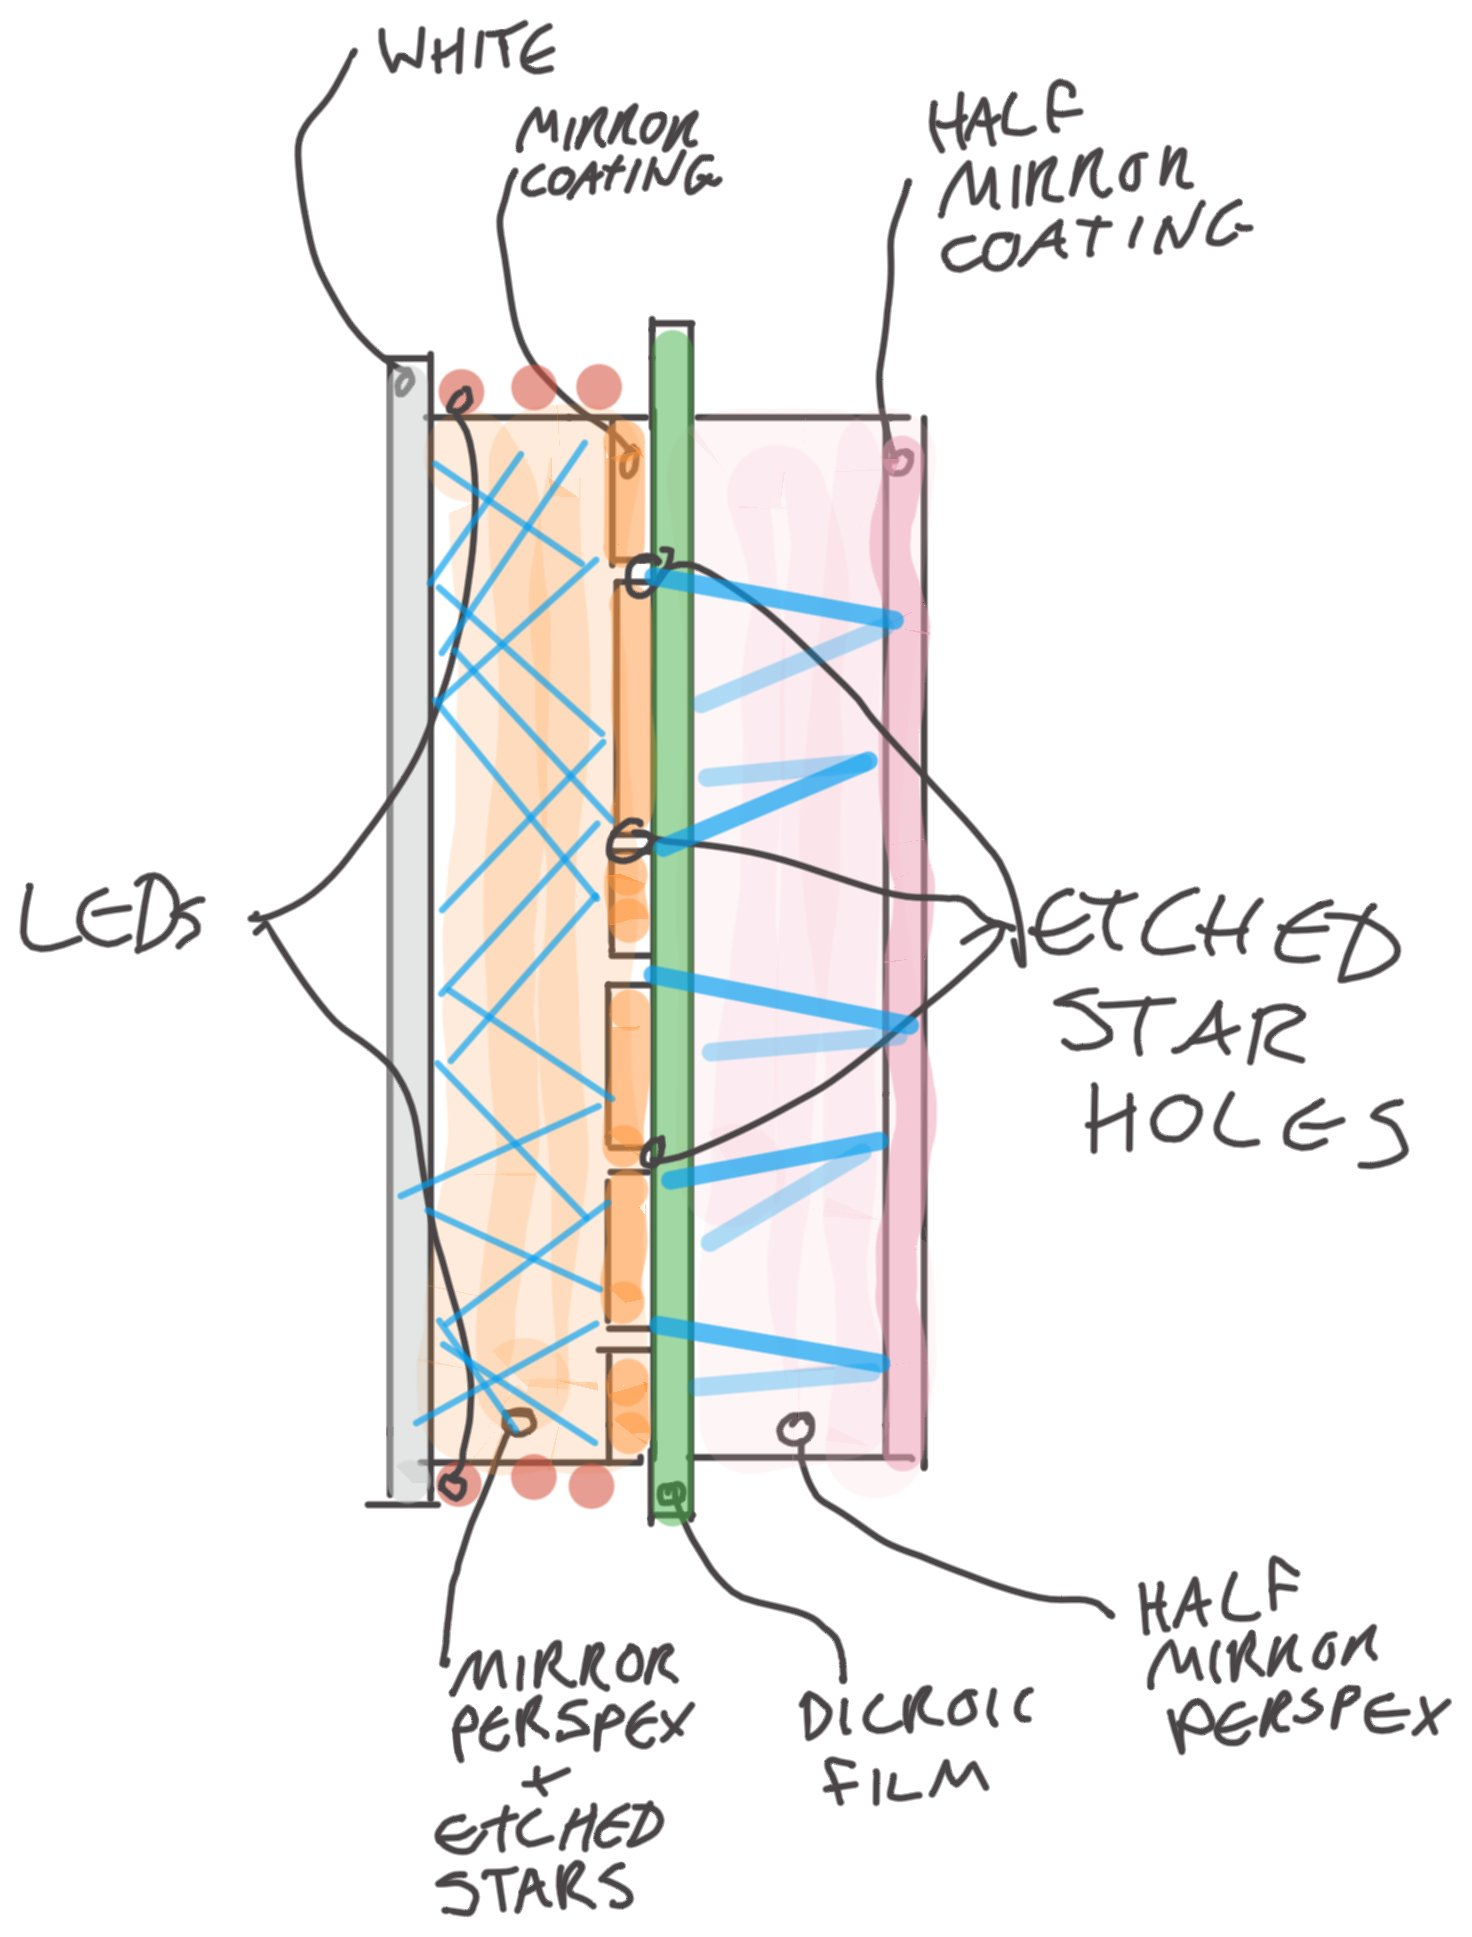 WHITE
MIRROR
COATING
HALF
MIRROR
COATING
LEDS
ETCHED
STAR
HOLES
MIRROR
PERSPEX
+
ETCHED
STARS
DICROIC
FILM
HALF
MIRROR
PERSPEX